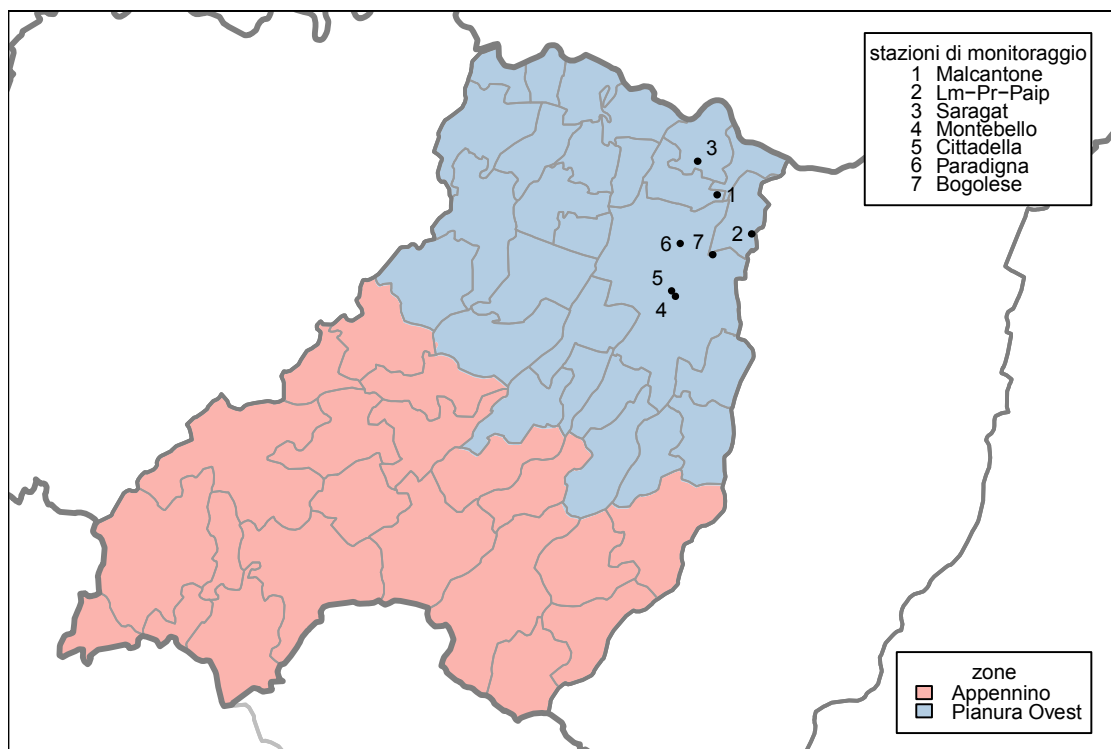 stazioni di monitoraggio
1 Malcantone
2 Lm−Pr−Paip
3 Saragat
4 Montebello
5 Cittadella
6 Paradigna
7 Bogolese
3
1
2
6 7
5
4
zone
Appennino
Pianura Ovest